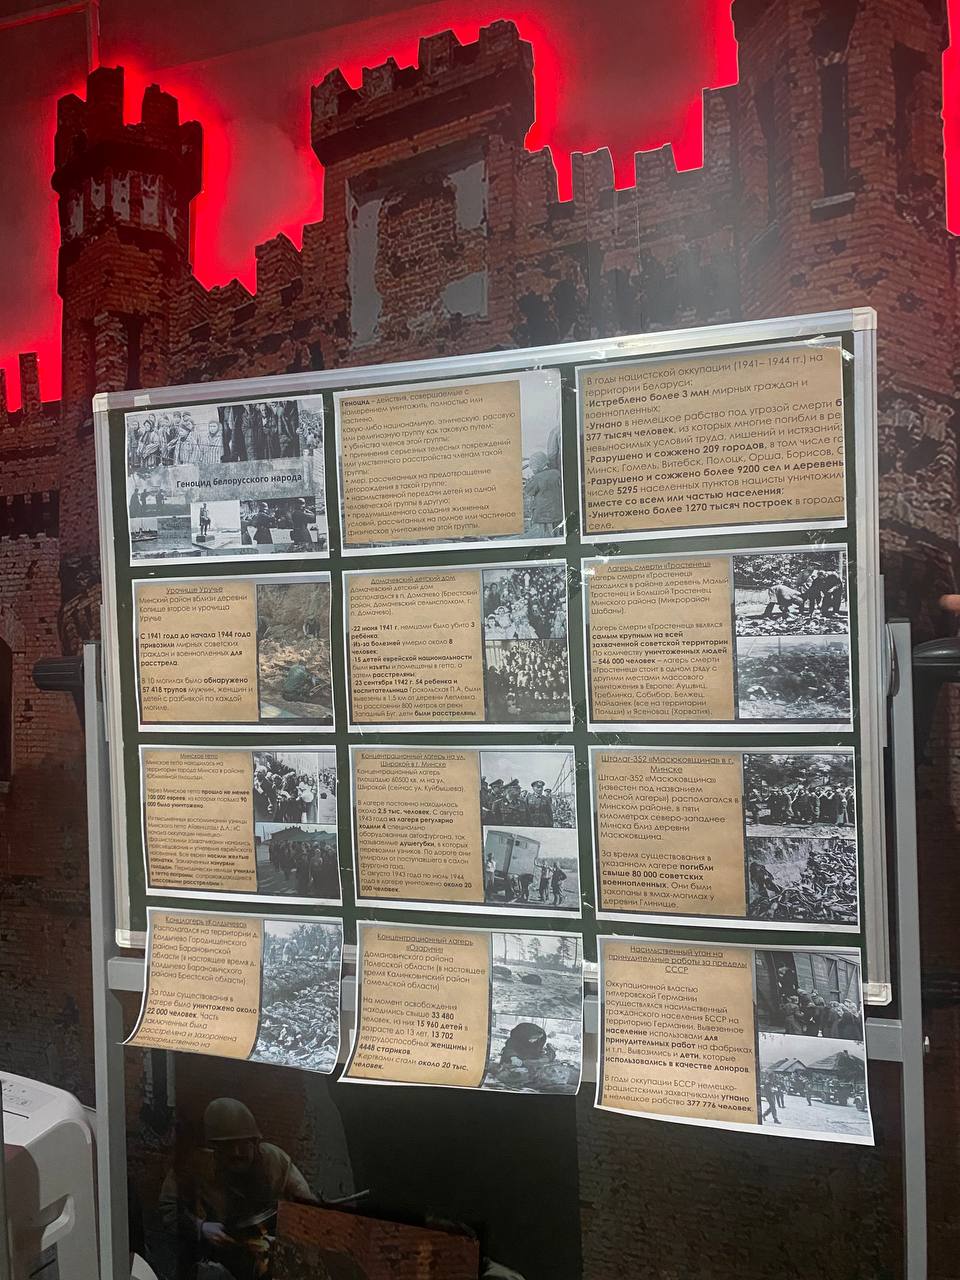 Геноцид белорусского народа
Геноцид – действия, совершаемые с
намерением уничтожить, полностью или
частично,
какую-либо национальную, этническую, расовую
или религиозную группу как таковую путем:
• убийства членов этой группы;
• причинения серьезных телесных повреждений
или умственного расстройства членам такой
группы;
• мер, рассчитанных на предотвращение
деторождения в такой группе;
• насильственной передачи детей из одной
человеческой группы в другую;
• предумышленного создания жизненных
условий, рассчитанных на полное или частичное
физическое уничтожение этой группы.
В годы нацистской оккупации (1941– 1944 гг.) на
территории Беларуси:
-Истреблено более 3 млн мирных граждан и
военнопленных;
-Угнано в немецкое рабство под угрозой смерти б
377 тысяч человек, из которых многие погибли в ре
невыносимых условий труда, лишений и истязаний;
-Разрушено и сожжено 209 городов, в том числе го
Минск, Гомель, Витебск, Полоцк, Орша, Борисов, С
-Разрушено и сожжено более 9200 сел и деревень
числе 5295 населенных пунктов нацисты уничтожил
вместе со всем или частью населения;
-Уничтожено более 1270 тысяч построек в города
селе.
Урочище Уручье
Минский район вблизи деревни
Копище второе и урочища
Уручье
С 1941 года до начала 1944 года
привозили мирных советских
граждан и военнопленных для
расстрела.
В 10 могилах было обнаружено
57 418 трупов мужчин, женщин и
детей с разбивкой по каждой
могиле.
Домачевский детский дом
Домачевский детский дом
располагался в п. Домачево (Брестский
район, Домачевский сельисполком, г.
п. Домачево).
-22 июня 1941 г. немцами было убито 3
ребенка.
-Из-за болезней умерло около 8
человек.
-15 детей еврейской национальности
были изъяты и помещены в гетто, а
затем расстреляны.
-23 сентября 1942 г. 54 ребенка и
воспитательница Грохольская П.А. были
вывезены в 1,5 км от деревни Леплевка.
На расстоянии 800 метров от реки
Западный Буг, дети были расстреляны.
Лагерь смерти «Тростенец»
Лагерь смерти «Тростенец»
находился в районе деревень Малый
Тростенец и Большой Тростенец
Минского района (Микрорайон
Шабаны).
Лагерь смерти «Тростенец» являлся
самым крупным на всей
захваченной советской территории
По количеству уничтоженных людей
– 546 000 человек – лагерь смерти
«Тростенец» стоит в одном ряду с
другими местами массового
уничтожения в Европе: Аушвиц,
Треблинка, Собибор, Белжец,
Майданек (все на территории
Польши) и Ясеновац (Хорватия).
Минское гетто
Минское гетто находилось на
территории города Минска в районе
Юбилейной площади.
Через Минское гетто прошло не менее
100 000 евреев, из которых порядка 90
000 было уничтожено.
Концентрационный лагерь на ул.
Широкой в г. Минске
Концентрационный лагерь
площадью 60500 кв. м на ул.
Широкой (сейчас ул. Куйбышева).
В лагере постоянно находилось
около 2,5 тыс. человек. С августа
1943 года из лагеря регулярно
ходили 4 специально
оборудованных автофургона, так
называемые душегубки, в которых
перевозили узников. По дороге они
умирали от поступавшего в салон
фургона газа.
С августа 1943 года по июль 1944
года в лагере уничтожено около 20
000 человек.
Шталаг-352 «Масюковщина» в г.
Минске
Шталаг-352 «Масюковщина»
(известен под названием
«Лесной лагерь») располагался в
Минском районе, в пяти
километрах северо-западнее
Минска близ деревни
Масюковщина.
За время существования в
указанном лагере погибли
свыше 80 000 советских
военнопленных. Они были
закопаны в ямах-могилах у
деревни Глинище.
Концлагерь «Колдычево»
Располагался на территории д.
Колдычево Городищенского
района Барановичской
области (в настоящее время д.
Колдычево Барановичского
района Брестской области).
За годы существования в
лагере было уничтожено около
22 000 человек. Часть
заключенных была
расстреляна и захоронена
непосредственно на
Концентрационный лагерь
«Озаричи»
Домановичского района
Полесской области (в настоящее
время Калинковичский район
Гомельской области)
На момент освобождения
находились свыше 33 480
человек, из них 15 960 детей в
возрасте до 13 лет, 13 702
нетрудоспособных женщины и
4448 стариков.
Жертвами стали около 20 тыс.
человек.
Насильственный угон на
принудительные работы за пределы
СССР
Оккупационной властью
гитлеровской Германии
осуществлялся насильственный
гражданского населения БССР на
территорию Германии. Вывезенное
население использовали для
принудительных работ на фабриках
и т.п.. Вывозились и дети, которые
использовались в качестве доноров.
В годы оккупации БССР немецко-
фашистскими захватчиками угнано
в немецкое рабство 377 776 человек.